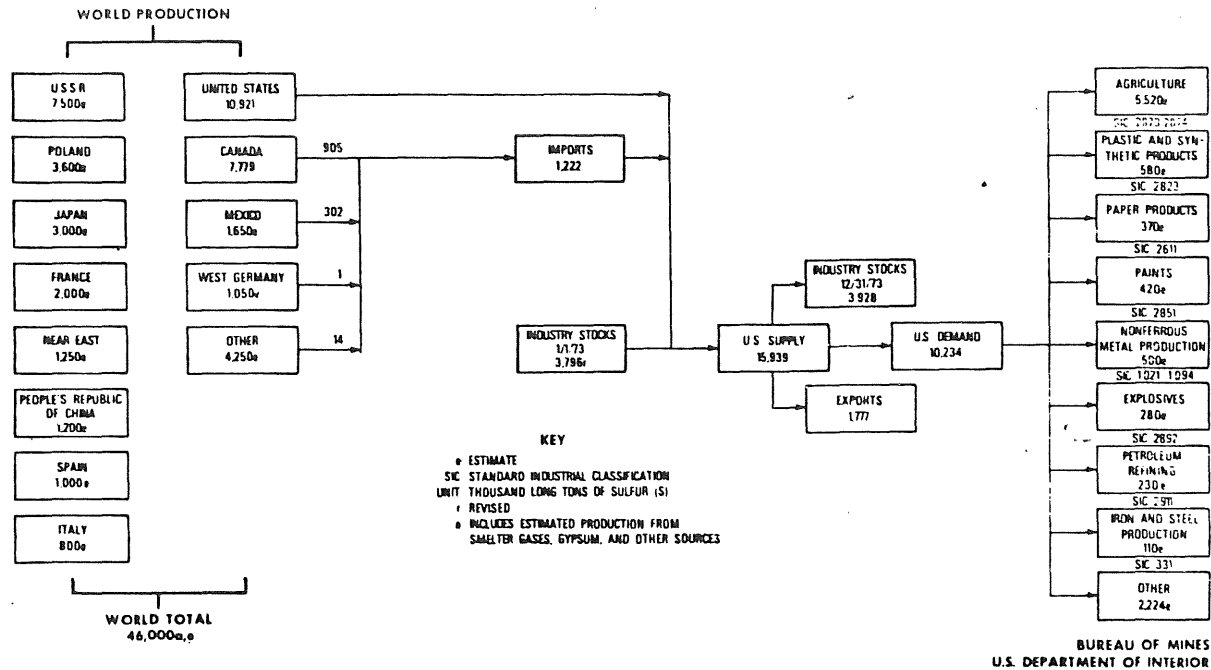 WORLD PRODUCTION
USSR
7,500e
POLAND
3,600e
JAPAN
3,000e
FRANCE
2,000e
NEAR EAST
1,250e
PEOPLE'S REPUBLIC
OF CHINA
1,200e
SPAIN
1,000e
ITALY
800e
WORLD TOTAL
46,000a,e
UNITED STATES
10,921
CANADA
7,779
MEXICO
1,650e
WEST GERMANY
OTHER
4,250e
905
302
1
14
IMPORTS
1,222
INDUSTRY STOCKS
1/1/73
3,796r
U.S. SUPPLY
15,939
INDUSTRY STOCKS
12/31/73
3,928
EXPORTS
1,777
U.S. DEMAND
10,234
AGRICULTURE
5,520e
PLASTIC AND SYN-
THETIC PRODUCTS
580e
SIC 2823
PAPER PRODUCTS
370e
SIC 2611
PAINTS
420e
SIC 2851
NONFERROUS
METAL PRODUCTION
SIC 1021 1094
EXPLOSIVES
280e
SIC 2892
PETROLEUM
REFINING
230e
SIC 2911
IRON AND STEEL
PRODUCTION
110e
SIC 331
OTHER
2,224e
KEY
e ESTIMATE
SIC STANDARD INDUSTRIAL CLASSIFICATION
UNIT THOUSAND LONG TONS OF SULFUR (S)
r REVISED
a INCLUDES ESTIMATED PRODUCTION FROM
SMELTER GASES, GYPSUM, AND OTHER SOURCES
BUREAU OF MINES
U.S. DEPARTMENT OF INTERIOR